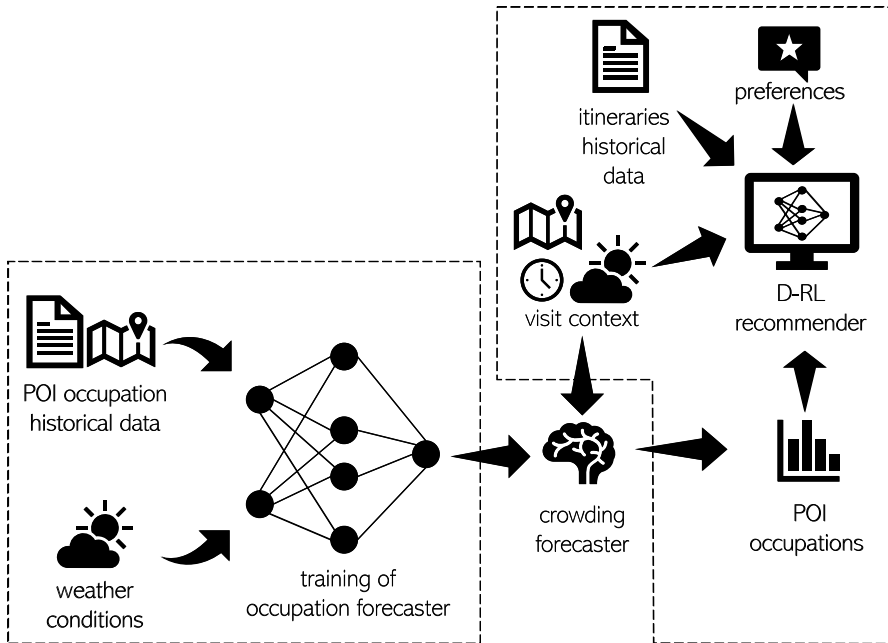 itineraries
historical
data
preferences
visit context
D-RL
recommender
POI occupation
historical data
weather
conditions
training of
occupation forecaster
crowding
forecaster
POI
occupations